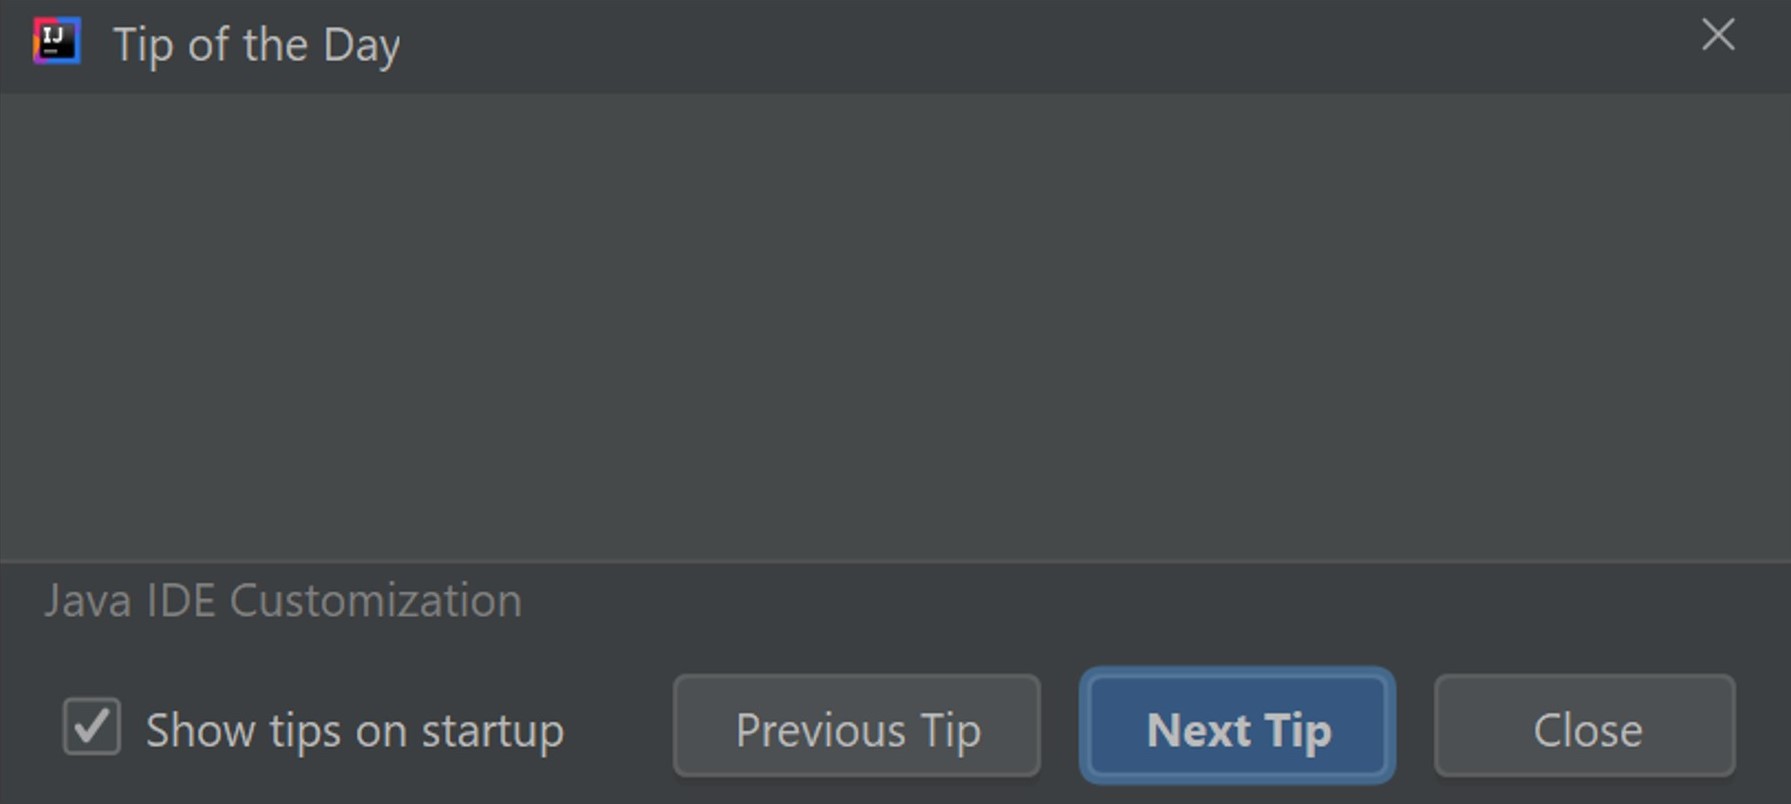 IJ
Tip of the Day
Java IDE Customization
Show tips on startup
Previous Tip
Next Tip
Close